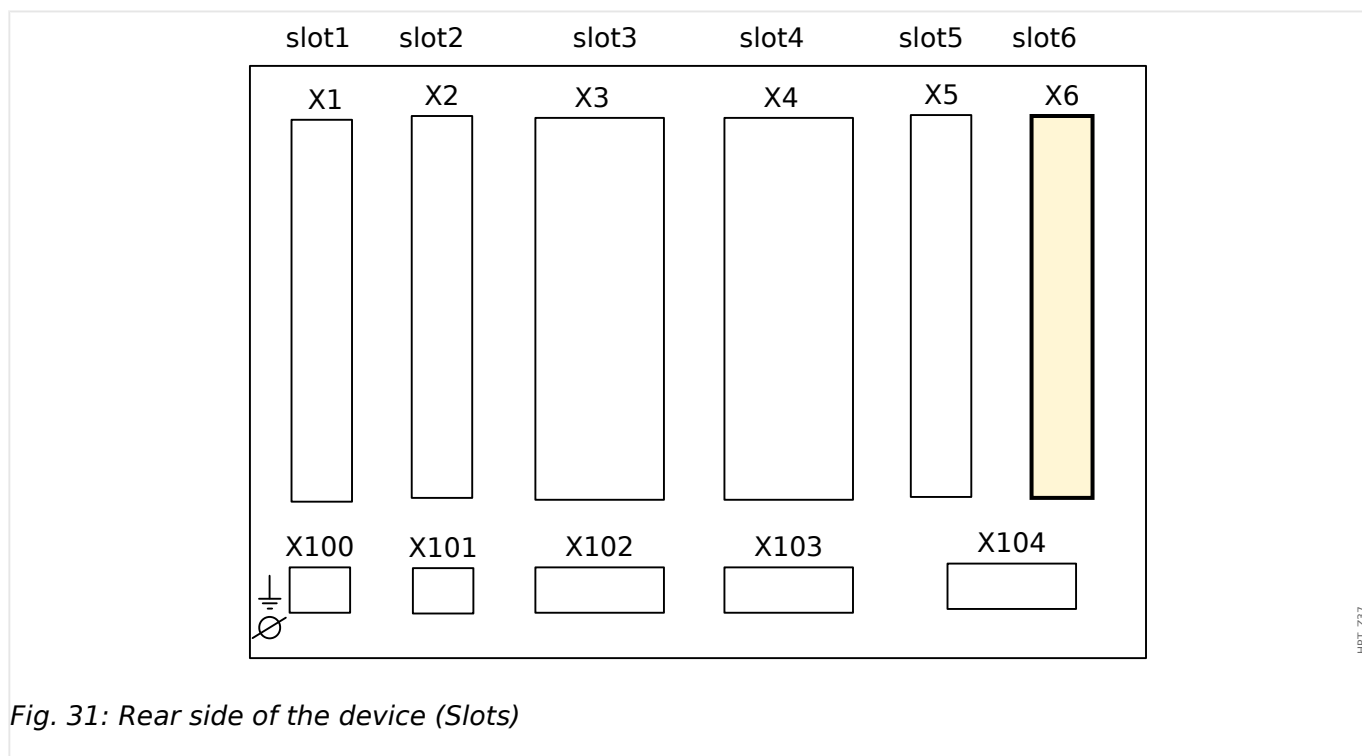 slot1 slot2 slot3 slot4 slot5 slot6
X1 X2 X3 X4 X5 X6
X100 X101 X102 X103 X104
Fig. 31: Rear side of the device (Slots)